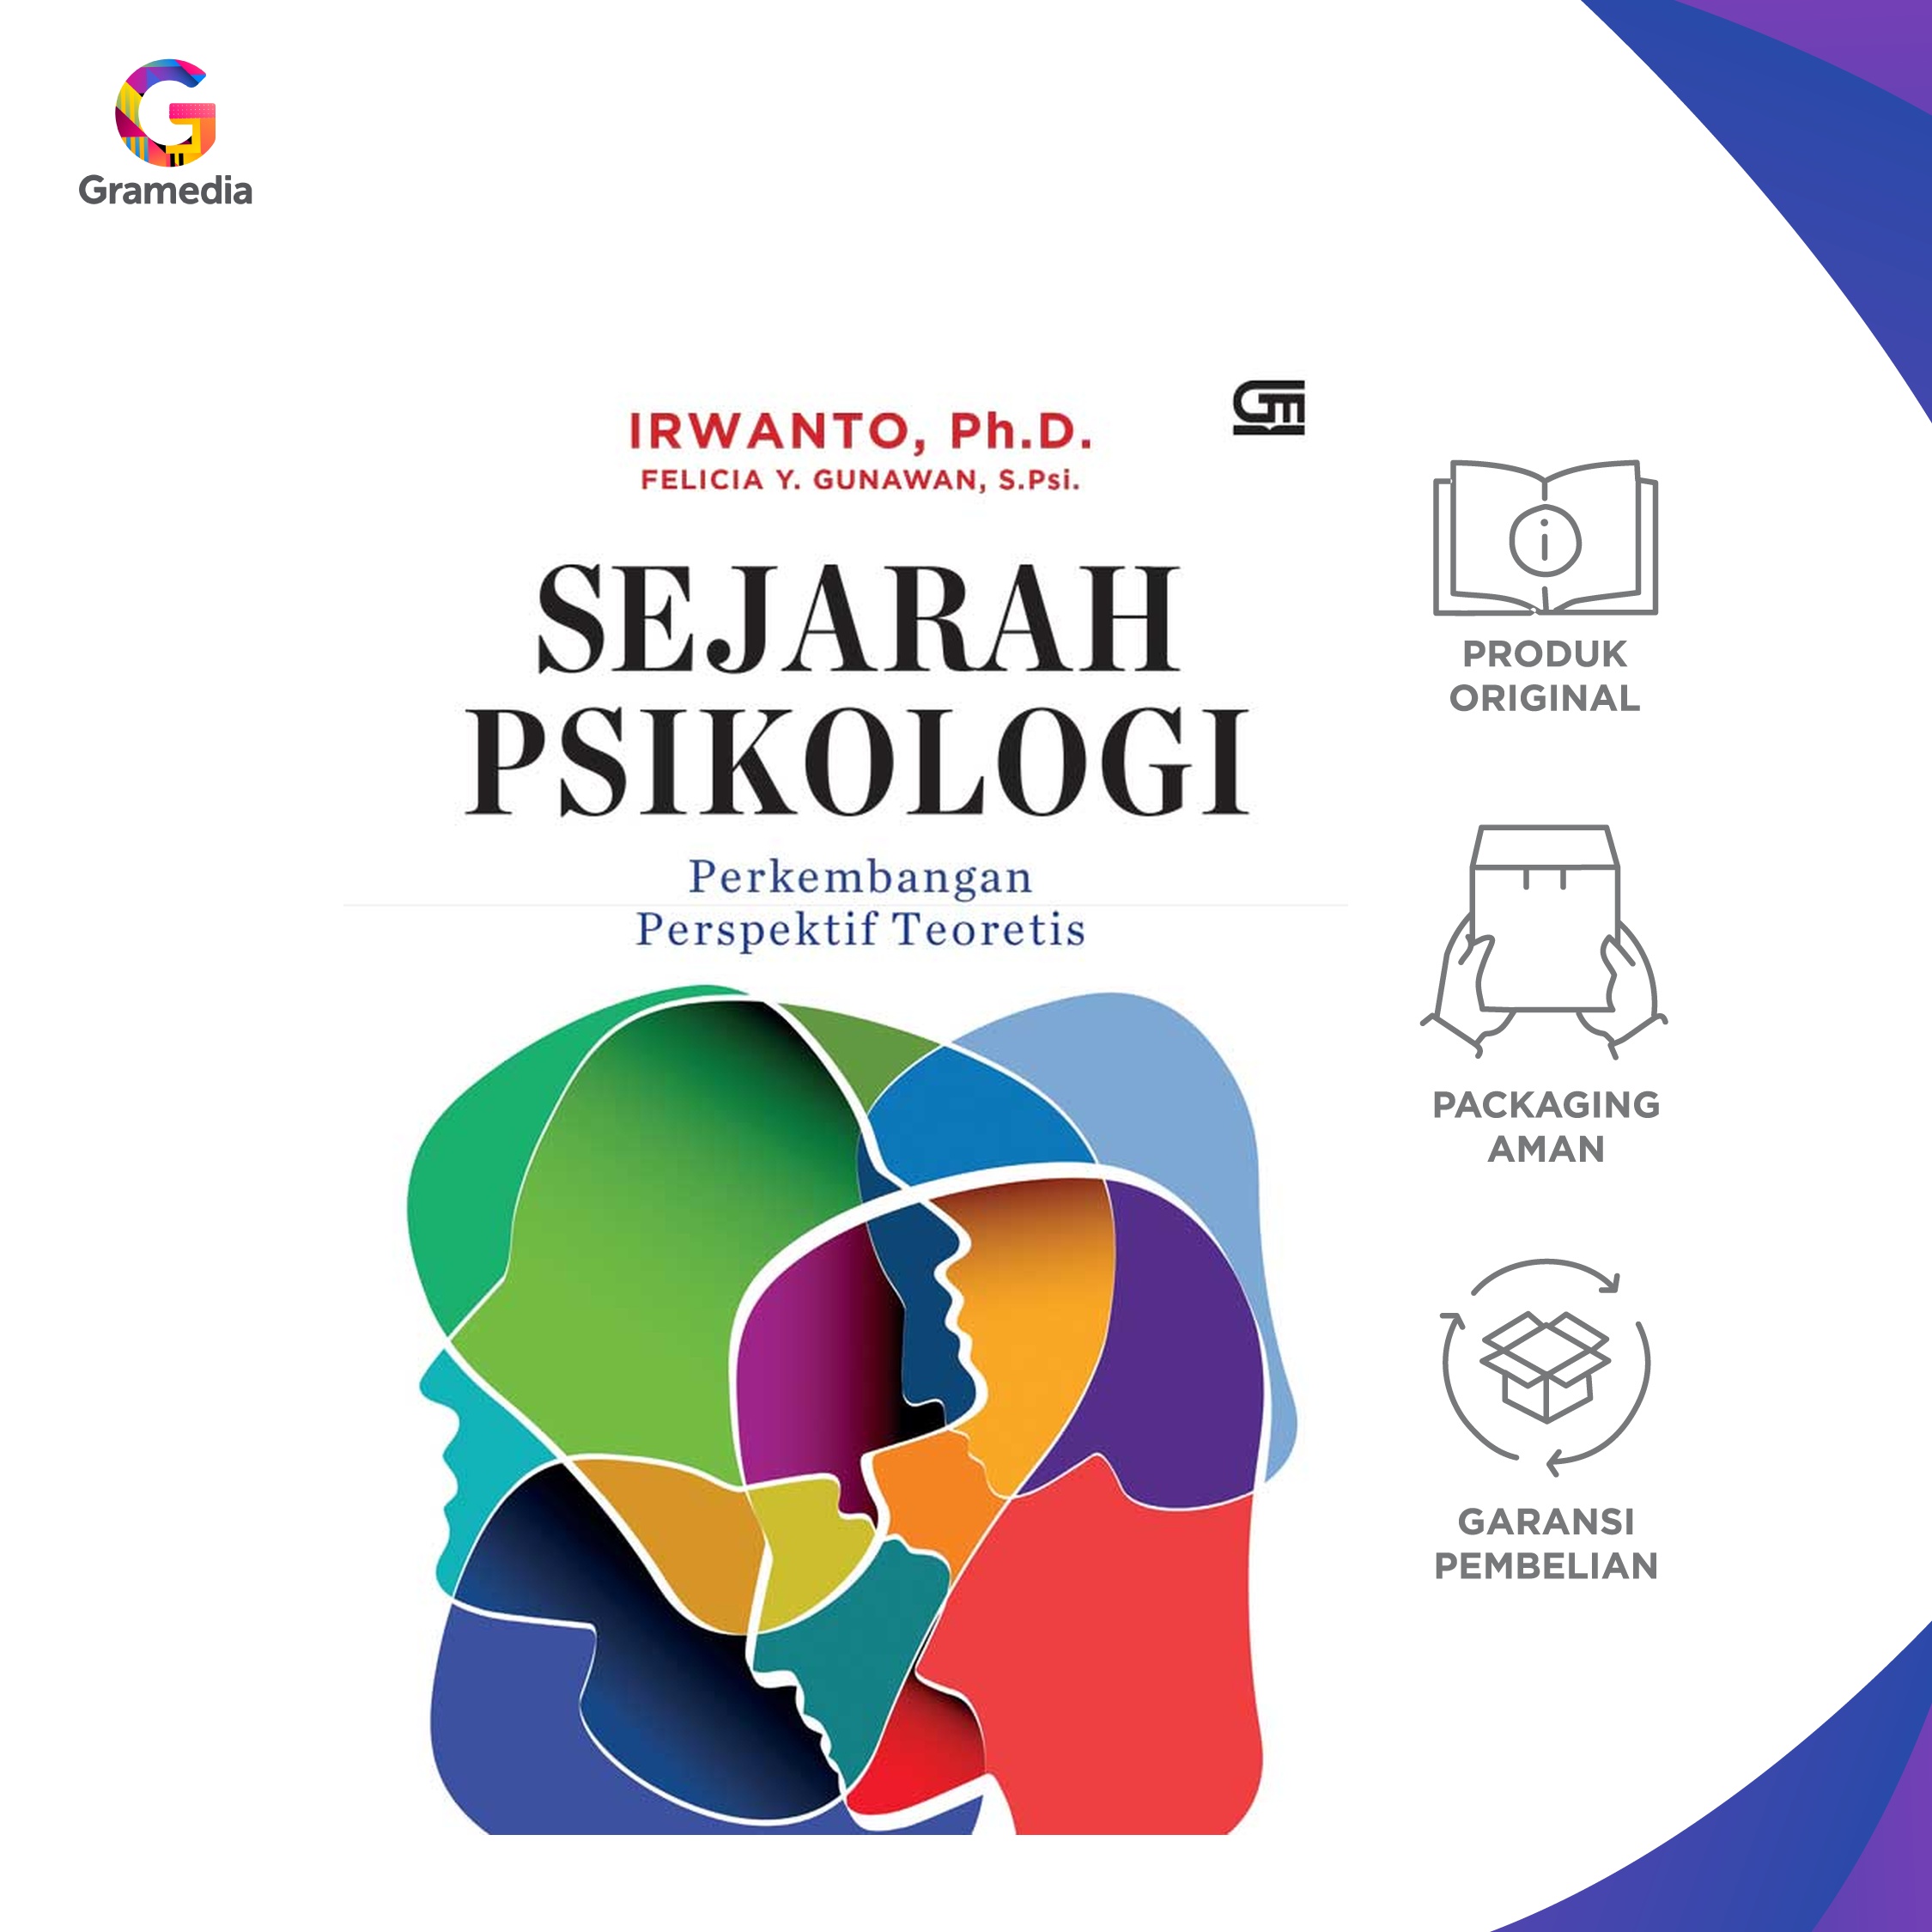 Gramedia
IRWANTO, Ph.D.
FELICIA Y. GUNAWAN, S.Psi.
SEJARAH
PSIKOLOGI
Perkembangan
Perspektif Teoretis
PRODUK
ORIGINAL
PACKAGING
AMAN
GARANSI
PEMBELIAN